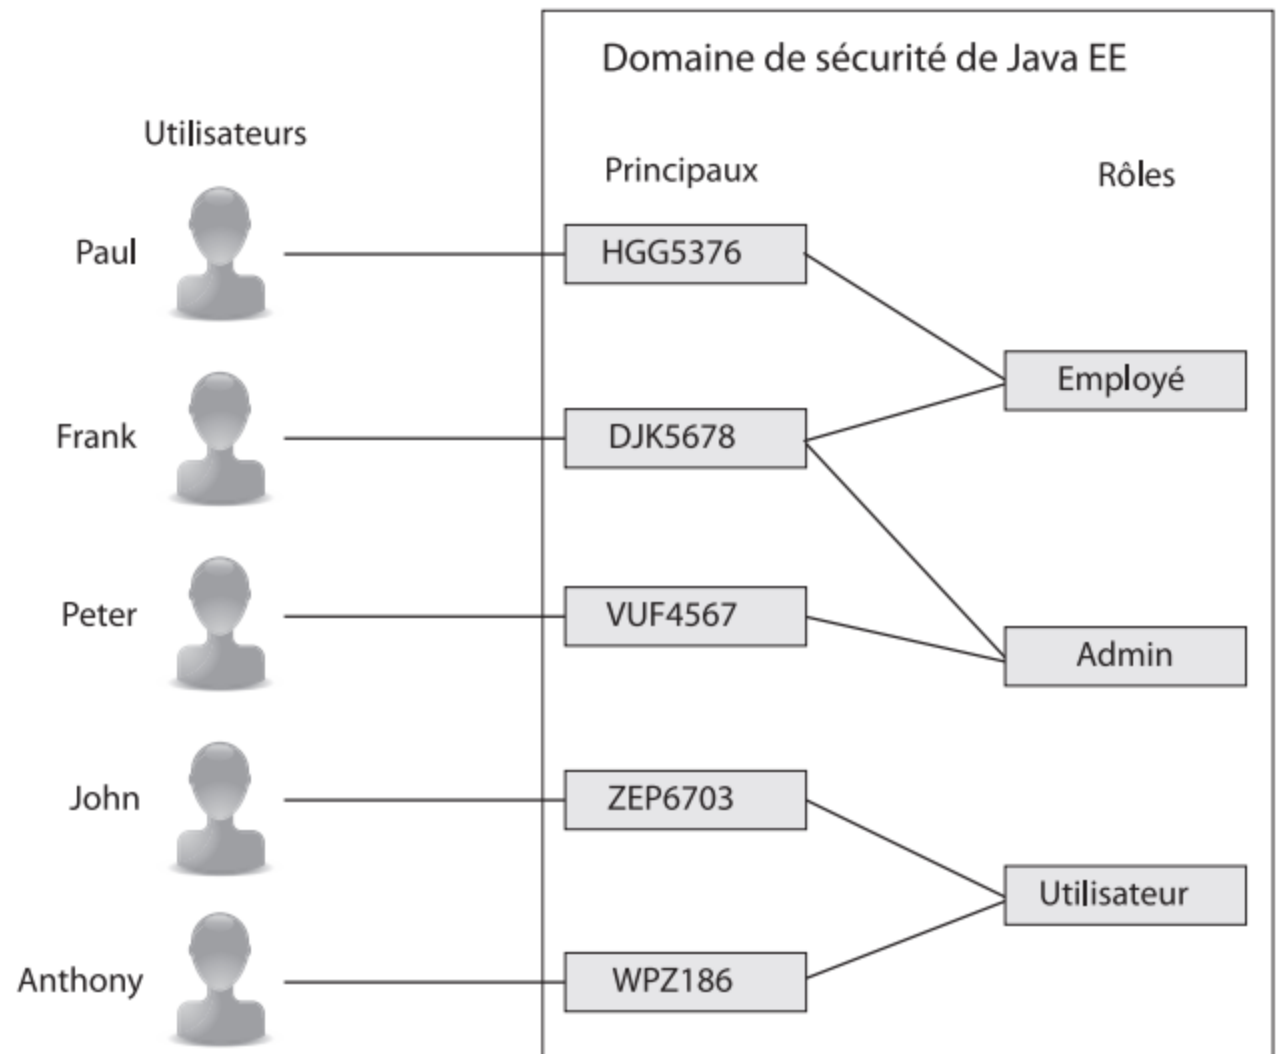 Domaine de sécurité de Java EE
Utilisateurs
Principaux
Rôles
Paul
HGG5376
Employé
Frank
DJK5678
Peter
VUF4567
Admin
John
ZEP6703
Utilisateur
Anthony
WPZ186